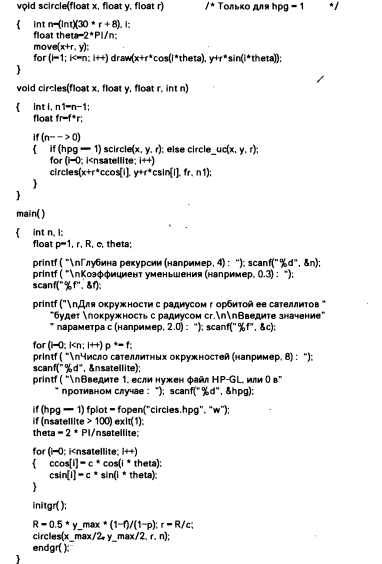 void scircle(float x, float y, float r) /* Только для hpg = 1 */
{ int n=(int)(30 * r + 8), i;
float theta=2*PI/n;
move(x+r, y);
for (i=1; i<=n; i++) draw(x+r*cos(i*theta), y+r*sin(i*theta));
}
void circles(float x, float y, float r, int n)
{ int i, n1=n-1;
float fr=f*r;
if (n-->0)
{ if (hpg == 1) scircle(x, y, r); else circle_uc(x, y, r);
for (i=0; i<nsatellite; i++)
circles(x+r*ccos[i], y+r*csin[i], fr, n1);
}
}
main()
{ int n, i;
float p=1, r, R, c, theta;
printf ( "\nГлубина рекурсии (например, 4) : "); scanf("%d", &n);
printf ( "\nКоэффициент уменьшения (например, 0.3) : ");
scanf("%f", &f);
printf ("\nДля окружности с радиусом r орбитой ее сателлитов "
"будет \nокружность с радиусом cr.\n\nВведите значение"
" параметра c (например, 2.0) : "); scanf("%f", &c);
for (i=0; i<n; i++) p *= f;
printf ( "\nЧисло сателлитных окружностей (например, 8) : ");
scanf("%d", &nsatellite);
printf ( "\nВведите 1, если нужен файл HP-GL, или 0 в"
" противном случае : "); scanf("%d", &hpg);
if (hpg == 1) fplot = fopen("circles.hpg", "w");
if (nsatellite > 100) exit(1);
theta = 2 * PI/nsatellite;
for (i=0; i<nsatellite; i++)
{ ccos[i] = c * cos(i * theta);
csin[i] = c * sin(i * theta);
}
initgr( );
R = 0.5 * y_max * (1-f)/(1-p); r = R/c;
circles(x_max/2, y_max/2, r, n);
endgr( );
}